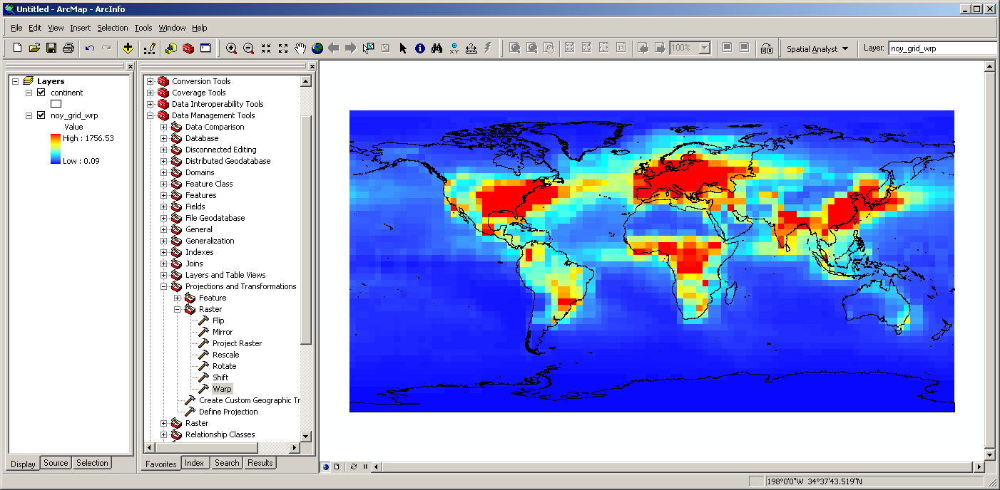 Untitled - ArcMap - ArcInfo
File Edit View Insert Selection Tools Window Help
100%
Spatial Analyst
Layer: noy_grid_wrp
Layers
continent
noy_grid_wrp
Value
High : 1756.53
Low : 0.09
Display Source Selection
Conversion Tools
Coverage Tools
Data Interoperability Tools
Data Management Tools
Data Comparison
Database
Disconnected Editing
Distributed Geodatabase
Domains
Feature Class
Features
Fields
File Geodatabase
General
Generalization
Indexes
Joins
Layers and Table Views
Projections and Transformations
Feature
Raster
Flip
Mirror
Project Raster
Rescale
Rotate
Shift
Warp
Create Custom Geographic Tr
Define Projection
Raster
Relationship Classes
Favorites Index Search Results
198°0'0"W 34°37'43.519"N